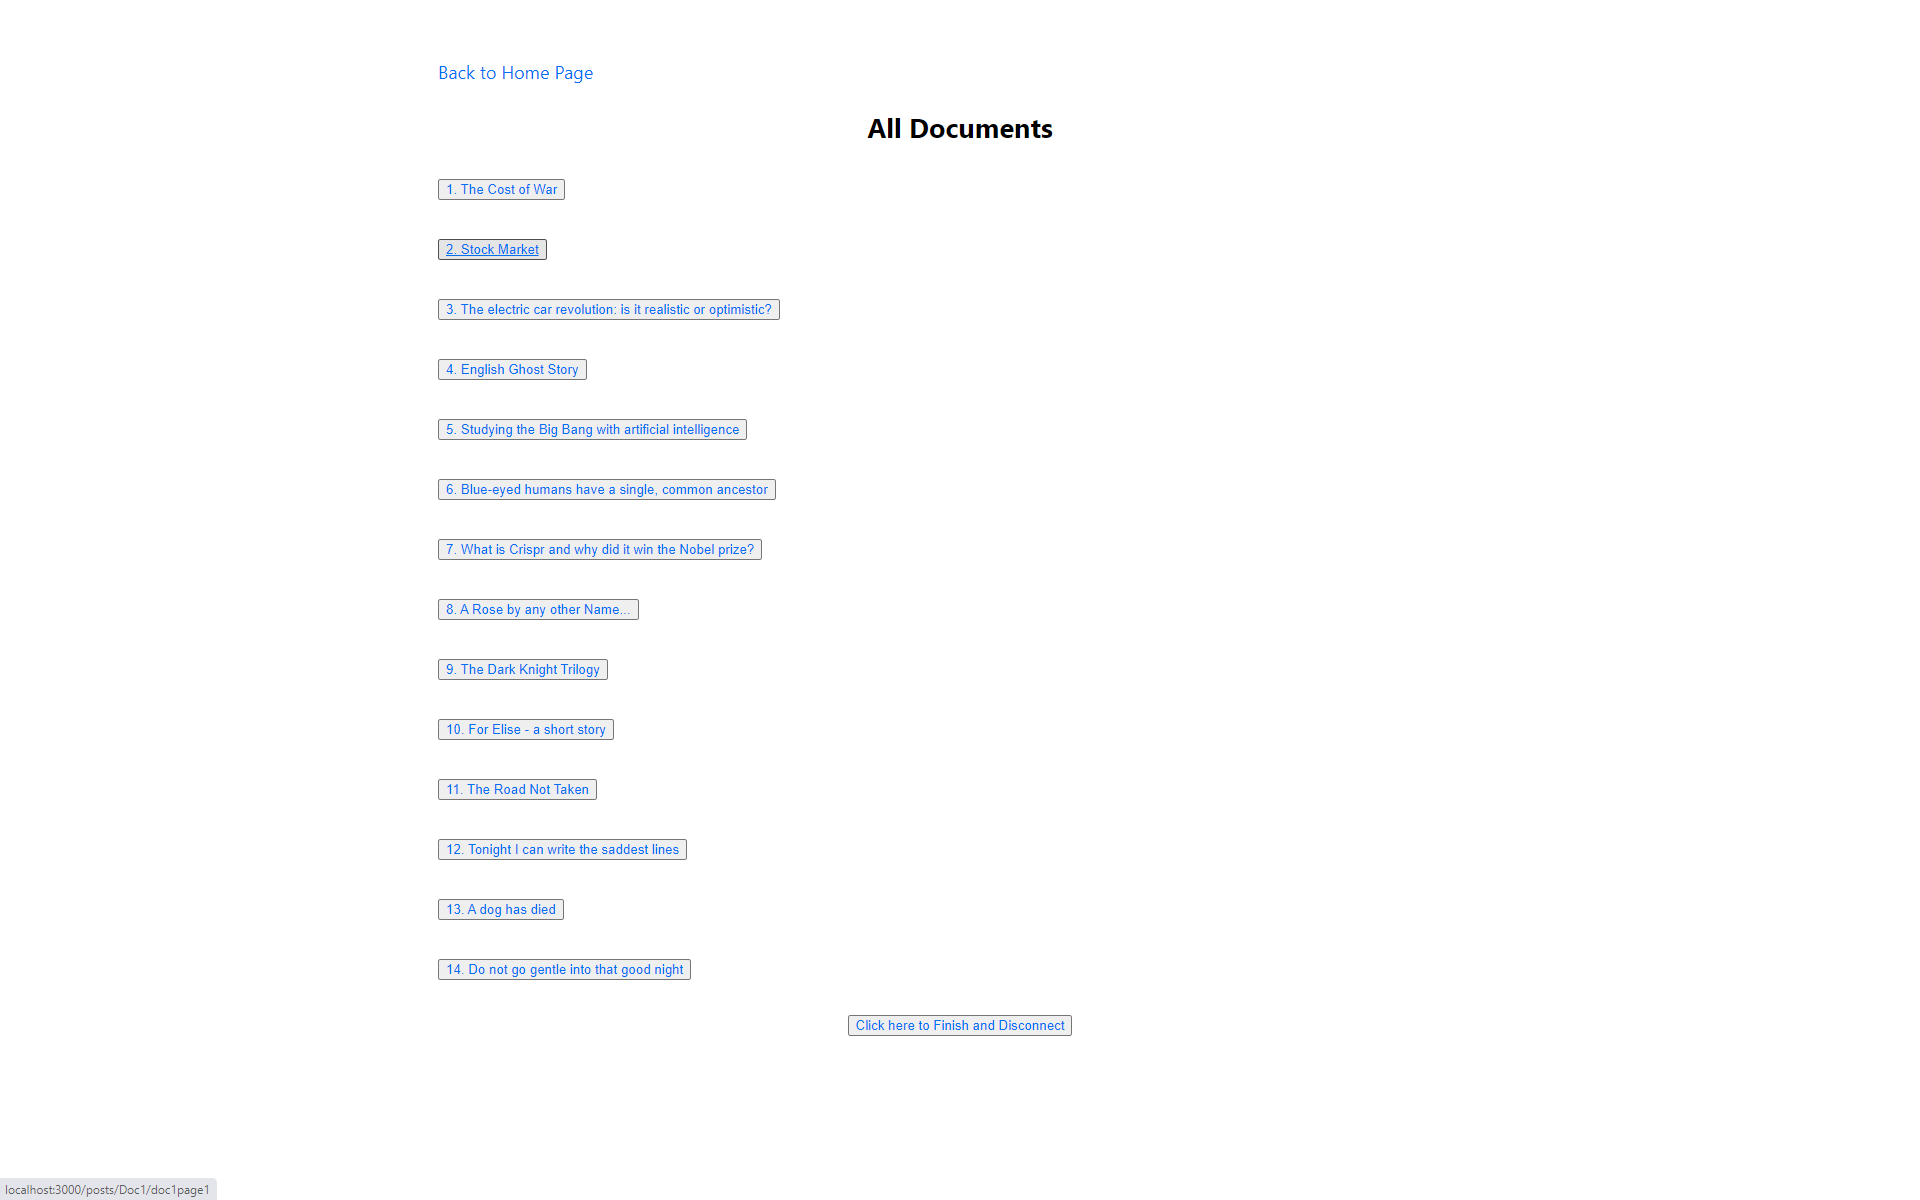 Back to Home Page
All Documents
1. The Cost of War
2. Stock Market
3. The electric car revolution: is it realistic or optimistic?
4. English Ghost Story
5. Studying the Big Bang with artificial intelligence
6. Blue-eyed humans have a single, common ancestor
7. What is Crispr and why did it win the Nobel prize?
8. A Rose by any other Name...
9. The Dark Knight Trilogy
10. For Elise - a short story
11. The Road Not Taken
12. Tonight I can write the saddest lines
13. A dog has died
14. Do not go gentle into that good night
Click here to Finish and Disconnect
localhost:3000/posts/Doc1/doc1page1